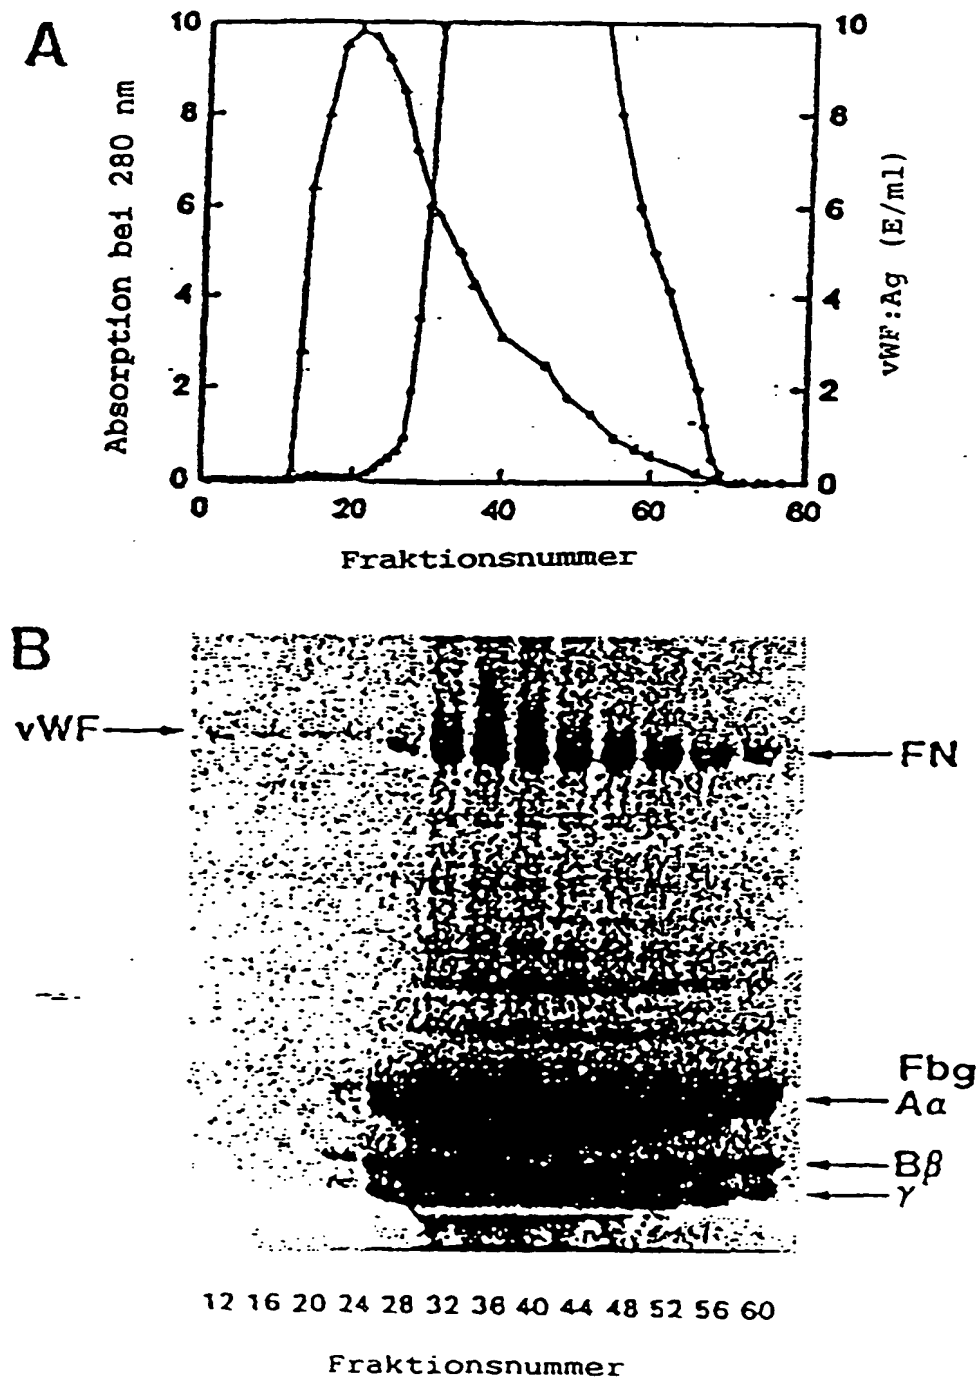 A
Absorption bei 280 nm
10
8
6
4
2
0
10
8
6
4
2
0
vWF:Ag (E/ml)
0 20 40 60 80
Fraktionsnummer
B
vWF
FN
Fbg
Aα
Bβ
γ
12 16 20 24 28 32 36 40 44 48 52 56 60
Fraktionsnummer